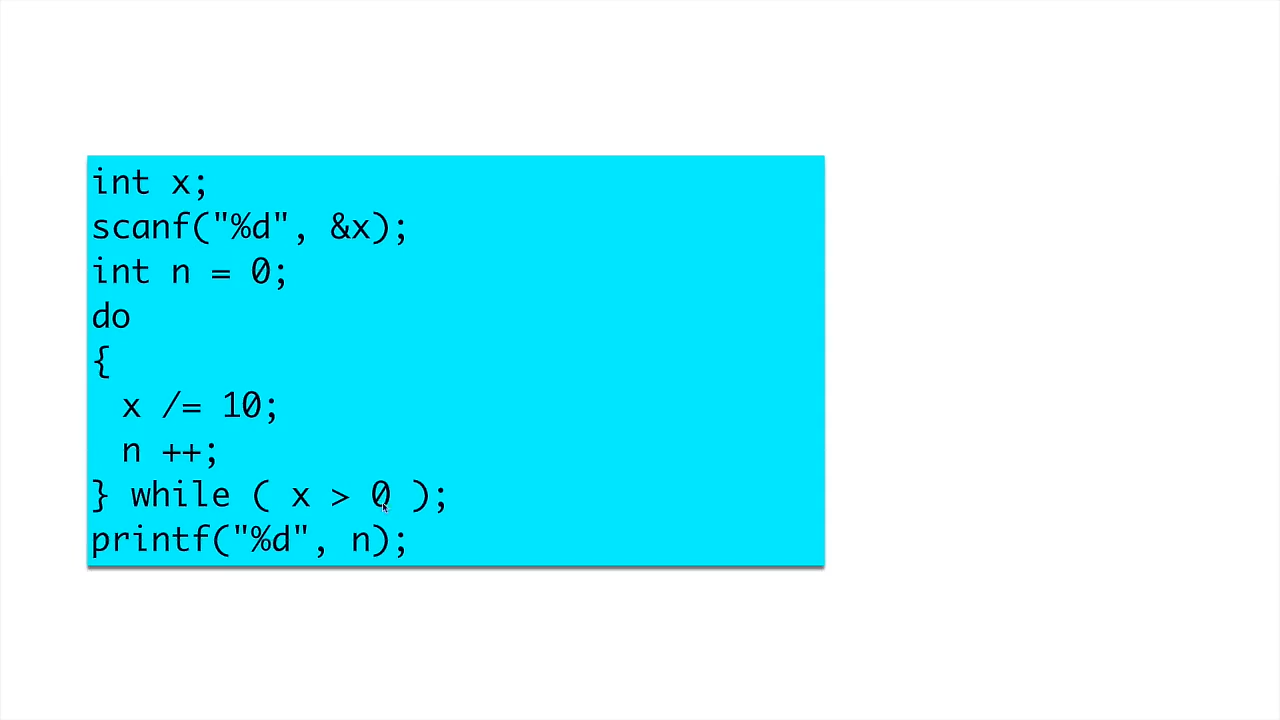 int x;
scanf("%d", &x);
int n = 0;
do
{
  x /= 10;
  n ++;
} while ( x > 0 );
printf("%d", n);